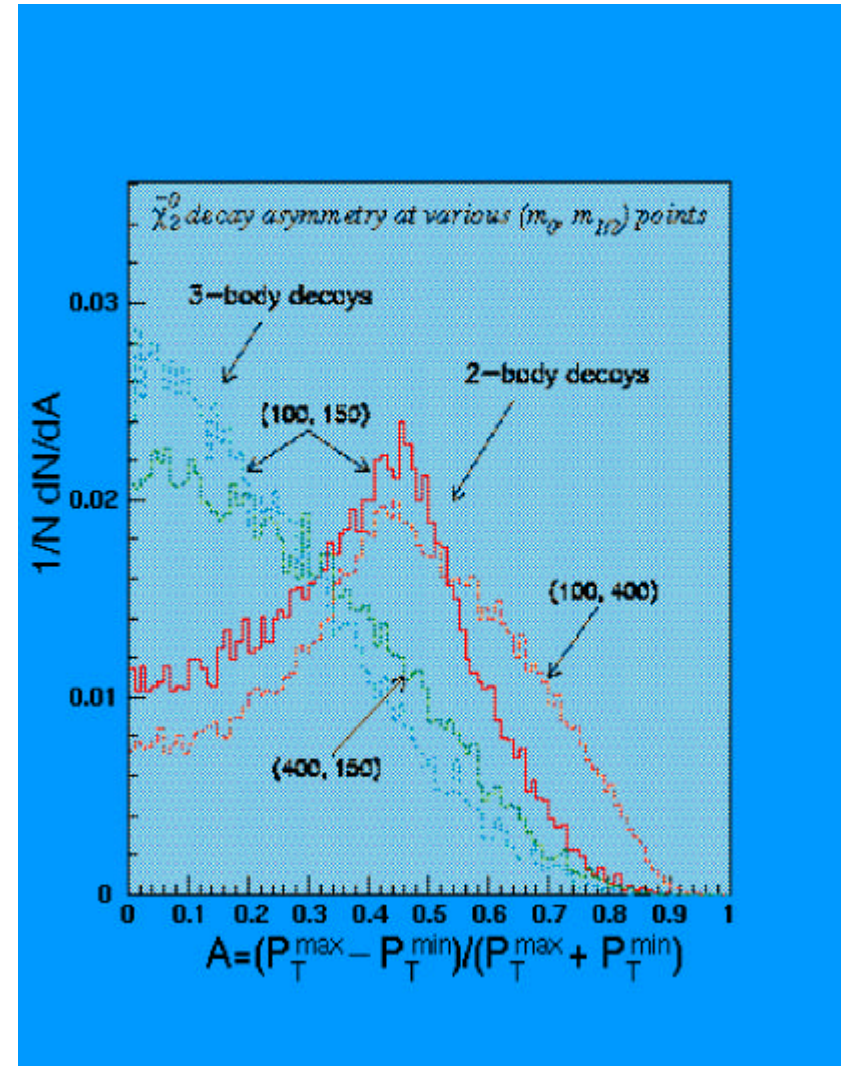 χ̃₂⁰ decay asymmetry at various (m₀, m₁/₂) points
3-body decays
2-body decays
(100, 150)
(100, 400)
(400, 150)
1/N dN/dA
0.03
0.02
0.01
0
0 0.1 0.2 0.3 0.4 0.5 0.6 0.7 0.8 0.9 1
A=(P_T^max − P_T^min)/(P_T^max + P_T^min)